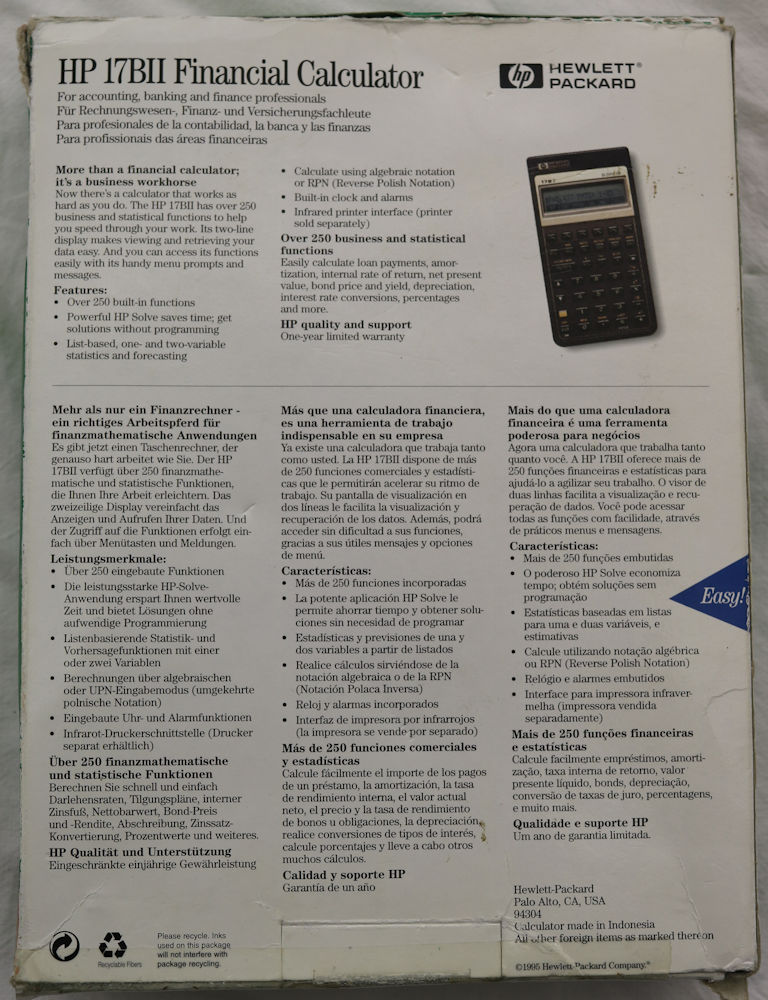 HP 17BII Financial Calculator
For accounting, banking and finance professionals
Für Rechnungswesen-, Finanz- und Versicherungsfachleute
Para profesionales de la contabilidad, la banca y las finanzas
Para profissionais das áreas financeiras
hp HEWLETT®
PACKARD
More than a financial calculator;
it's a business workhorse
Now there's a calculator that works as
hard as you do. The HP 17BII has over 250
business and statistical functions to help
you speed through your work. Its two-line
display makes viewing and retrieving your
data easy. And you can access its functions
easily with its handy menu prompts and
messages.
Features:
• Over 250 built-in functions
• Powerful HP Solve saves time; get
solutions without programming
• List-based, one- and two-variable
statistics and forecasting
• Calculate using algebraic notation
or RPN (Reverse Polish Notation)
• Built-in clock and alarms
• Infrared printer interface (printer
sold separately)
Over 250 business and statistical
functions
Easily calculate loan payments, amor-
tization, internal rate of return, net present
value, bond price and yield, depreciation,
interest rate conversions, percentages
and more.
HP quality and support
One-year limited warranty
Mehr als nur ein Finanzrechner -
ein richtiges Arbeitspferd für
finanzmathematische Anwendungen
Es gibt jetzt einen Taschenrechner, der
genauso hart arbeitet wie Sie. Der HP
17BII verfügt über 250 finanzmathe-
matische und statistische Funktionen,
die Ihnen Ihre Arbeit erleichtern. Das
zweizeilige Display vereinfacht das
Anzeigen und Aufrufen Ihrer Daten. Und
der Zugriff auf die Funktionen erfolgt ein-
fach über Menütasten und Meldungen.
Leistungsmerkmale:
• Über 250 eingebaute Funktionen
• Die leistungsstarke HP-Solve-
Anwendung erspart Ihnen wertvolle
Zeit und bietet Lösungen ohne
aufwendige Programmierung
• Listenbasierende Statistik- und
Vorhersagefunktionen mit einer
oder zwei Variablen
• Berechnungen über algebraischen
oder UPN-Eingabemodus (umgekehrte
polnische Notation)
• Eingebaute Uhr- und Alarmfunktionen
• Infrarot-Druckerschnittstelle (Drucker
separat erhältlich)
Über 250 finanzmathematische
und statistische Funktionen
Berechnen Sie schnell und einfach
Darlehensraten, Tilgungspläne, interner
Zinsfuß, Nettobarwert, Bond-Preis
und -Rendite, Abschreibung, Zinssatz-
Konvertierung, Prozentwerte und weiteres.
HP Qualität und Unterstützung
Eingeschränkte einjährige Gewährleistung
Más que una calculadora financiera,
es una herramienta de trabajo
indispensable en su empresa
Ya existe una calculadora que trabaja tanto
como usted. La HP 17BII dispone de más
de 250 funciones comerciales y estadísti-
cas que le permitirán acelerar su ritmo de
trabajo. Su pantalla de visualización en
dos líneas le facilita la visualización y
recuperación de los datos. Además, podrá
acceder sin dificultad a sus funciones,
gracias a sus útiles mensajes y opciones
de menú.
Características:
• Más de 250 funciones incorporadas
• La potente aplicación HP Solve le
permite ahorrar tiempo y obtener solu-
ciones sin necesidad de programar
• Estadísticas y previsiones de una y
dos variables a partir de listados
• Realice cálculos sirviéndose de la
notación algebraica o de la RPN
(Notación Polaca Inversa)
• Reloj y alarmas incorporados
• Interfaz de impresora por infrarrojos
(la impresora se vende por separado)
Más de 250 funciones comerciales
y estadísticas
Calcule fácilmente el importe de los pagos
de un préstamo, la amortización, la tasa
de rendimiento interna, el valor actual
neto, el precio y la tasa de rendimiento
de bonos u obligaciones, la depreciación,
realice conversiones de tipos de interés,
calcule porcentajes y lleve a cabo otros
muchos cálculos.
Calidad y soporte HP
Garantía de un año
Mais do que uma calculadora
financeira é uma ferramenta
poderosa para negócios
Agora uma calculadora que trabalha tanto
quanto você. A HP 17BII oferece mais de
250 funções financeiras e estatísticas para
ajudá-lo a agilizar seu trabalho. O visor de
duas linhas facilita a visualização e recu-
peração de dados. Você pode acessar
todas as funções com facilidade, através
de práticos menus e mensagens.
Características:
• Mais de 250 funções embutidas
• O poderoso HP Solve economiza
tempo; obtém soluções sem
programação
• Estatísticas baseadas em listas
para uma e duas variáveis, e
estimativas
• Calcule utilizando notação algébrica
ou RPN (Reverse Polish Notation)
• Relógio e alarmes embutidos
• Interface para impressora infraver-
melha (impressora vendida
separadamente)
Mais de 250 funções financeiras
e estatísticas
Calcule facilmente empréstimos, amorti-
zação, taxa interna de retorno, valor
presente líquido, bonds, depreciação,
conversão de taxas de juro, percentagens,
e muito mais.
Qualidade e suporte HP
Um ano de garantia limitada.
Easy!
Hewlett-Packard
Palo Alto, CA, USA
94304
Calculator made in Indonesia
All other foreign items as marked thereon
©1995 Hewlett-Packard Company.
Recyclable Fibers
Please recycle. Inks
used on this package
will not interfere with
package recycling.